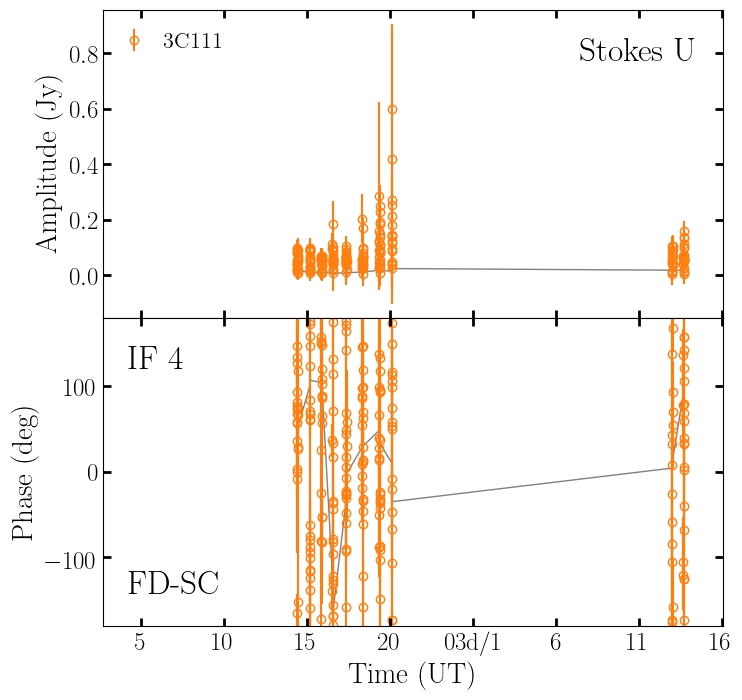 3C111
Stokes U
0.8
0.6
0.4
0.2
0.0
Amplitude (Jy)
IF 4
100
0
−100
Phase (deg)
FD-SC
5 10 15 20 03d/1 6 11 16
Time (UT)